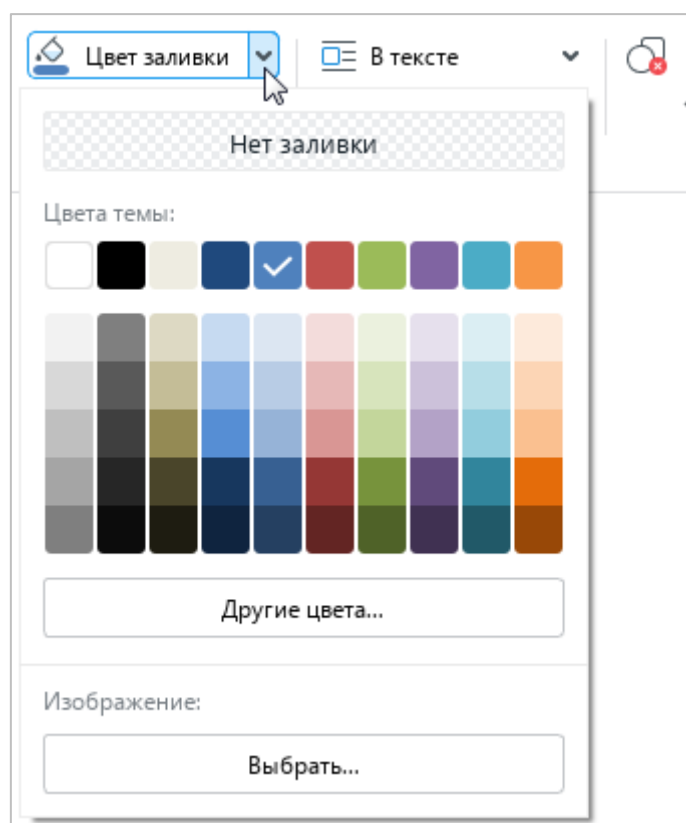 Цвет заливки
В тексте
Нет заливки
Цвета темы:
Другие цвета...
Изображение:
Выбрать...